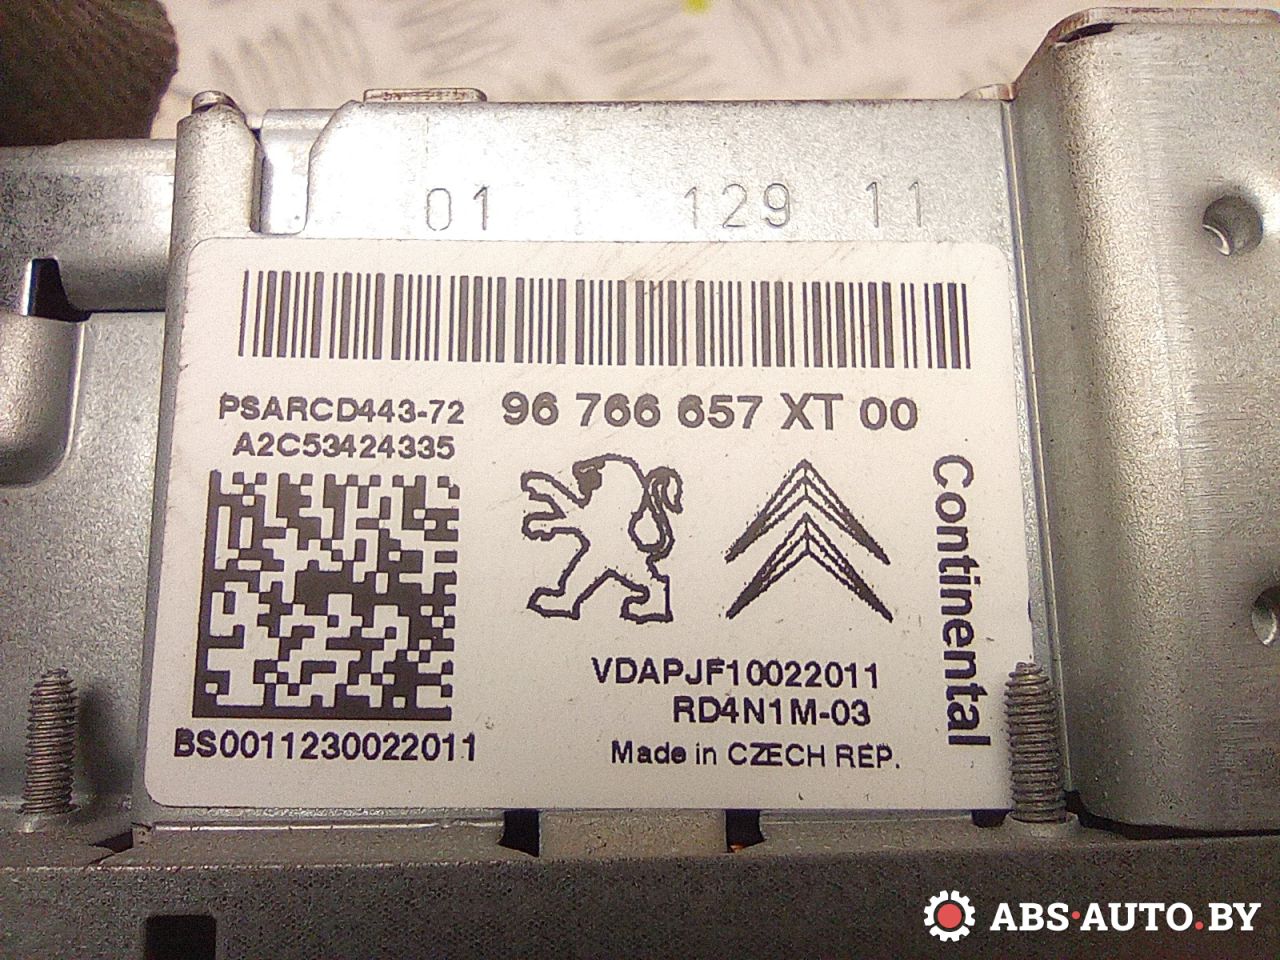 01 129 11
PSARCD443-72 96 766 657 XT 00
A2C53424335
Continental
VDAPJF10022011
RD4N1M-03
BS0011230022011 Made in CZECH REP.
ABS·AUTO.BY